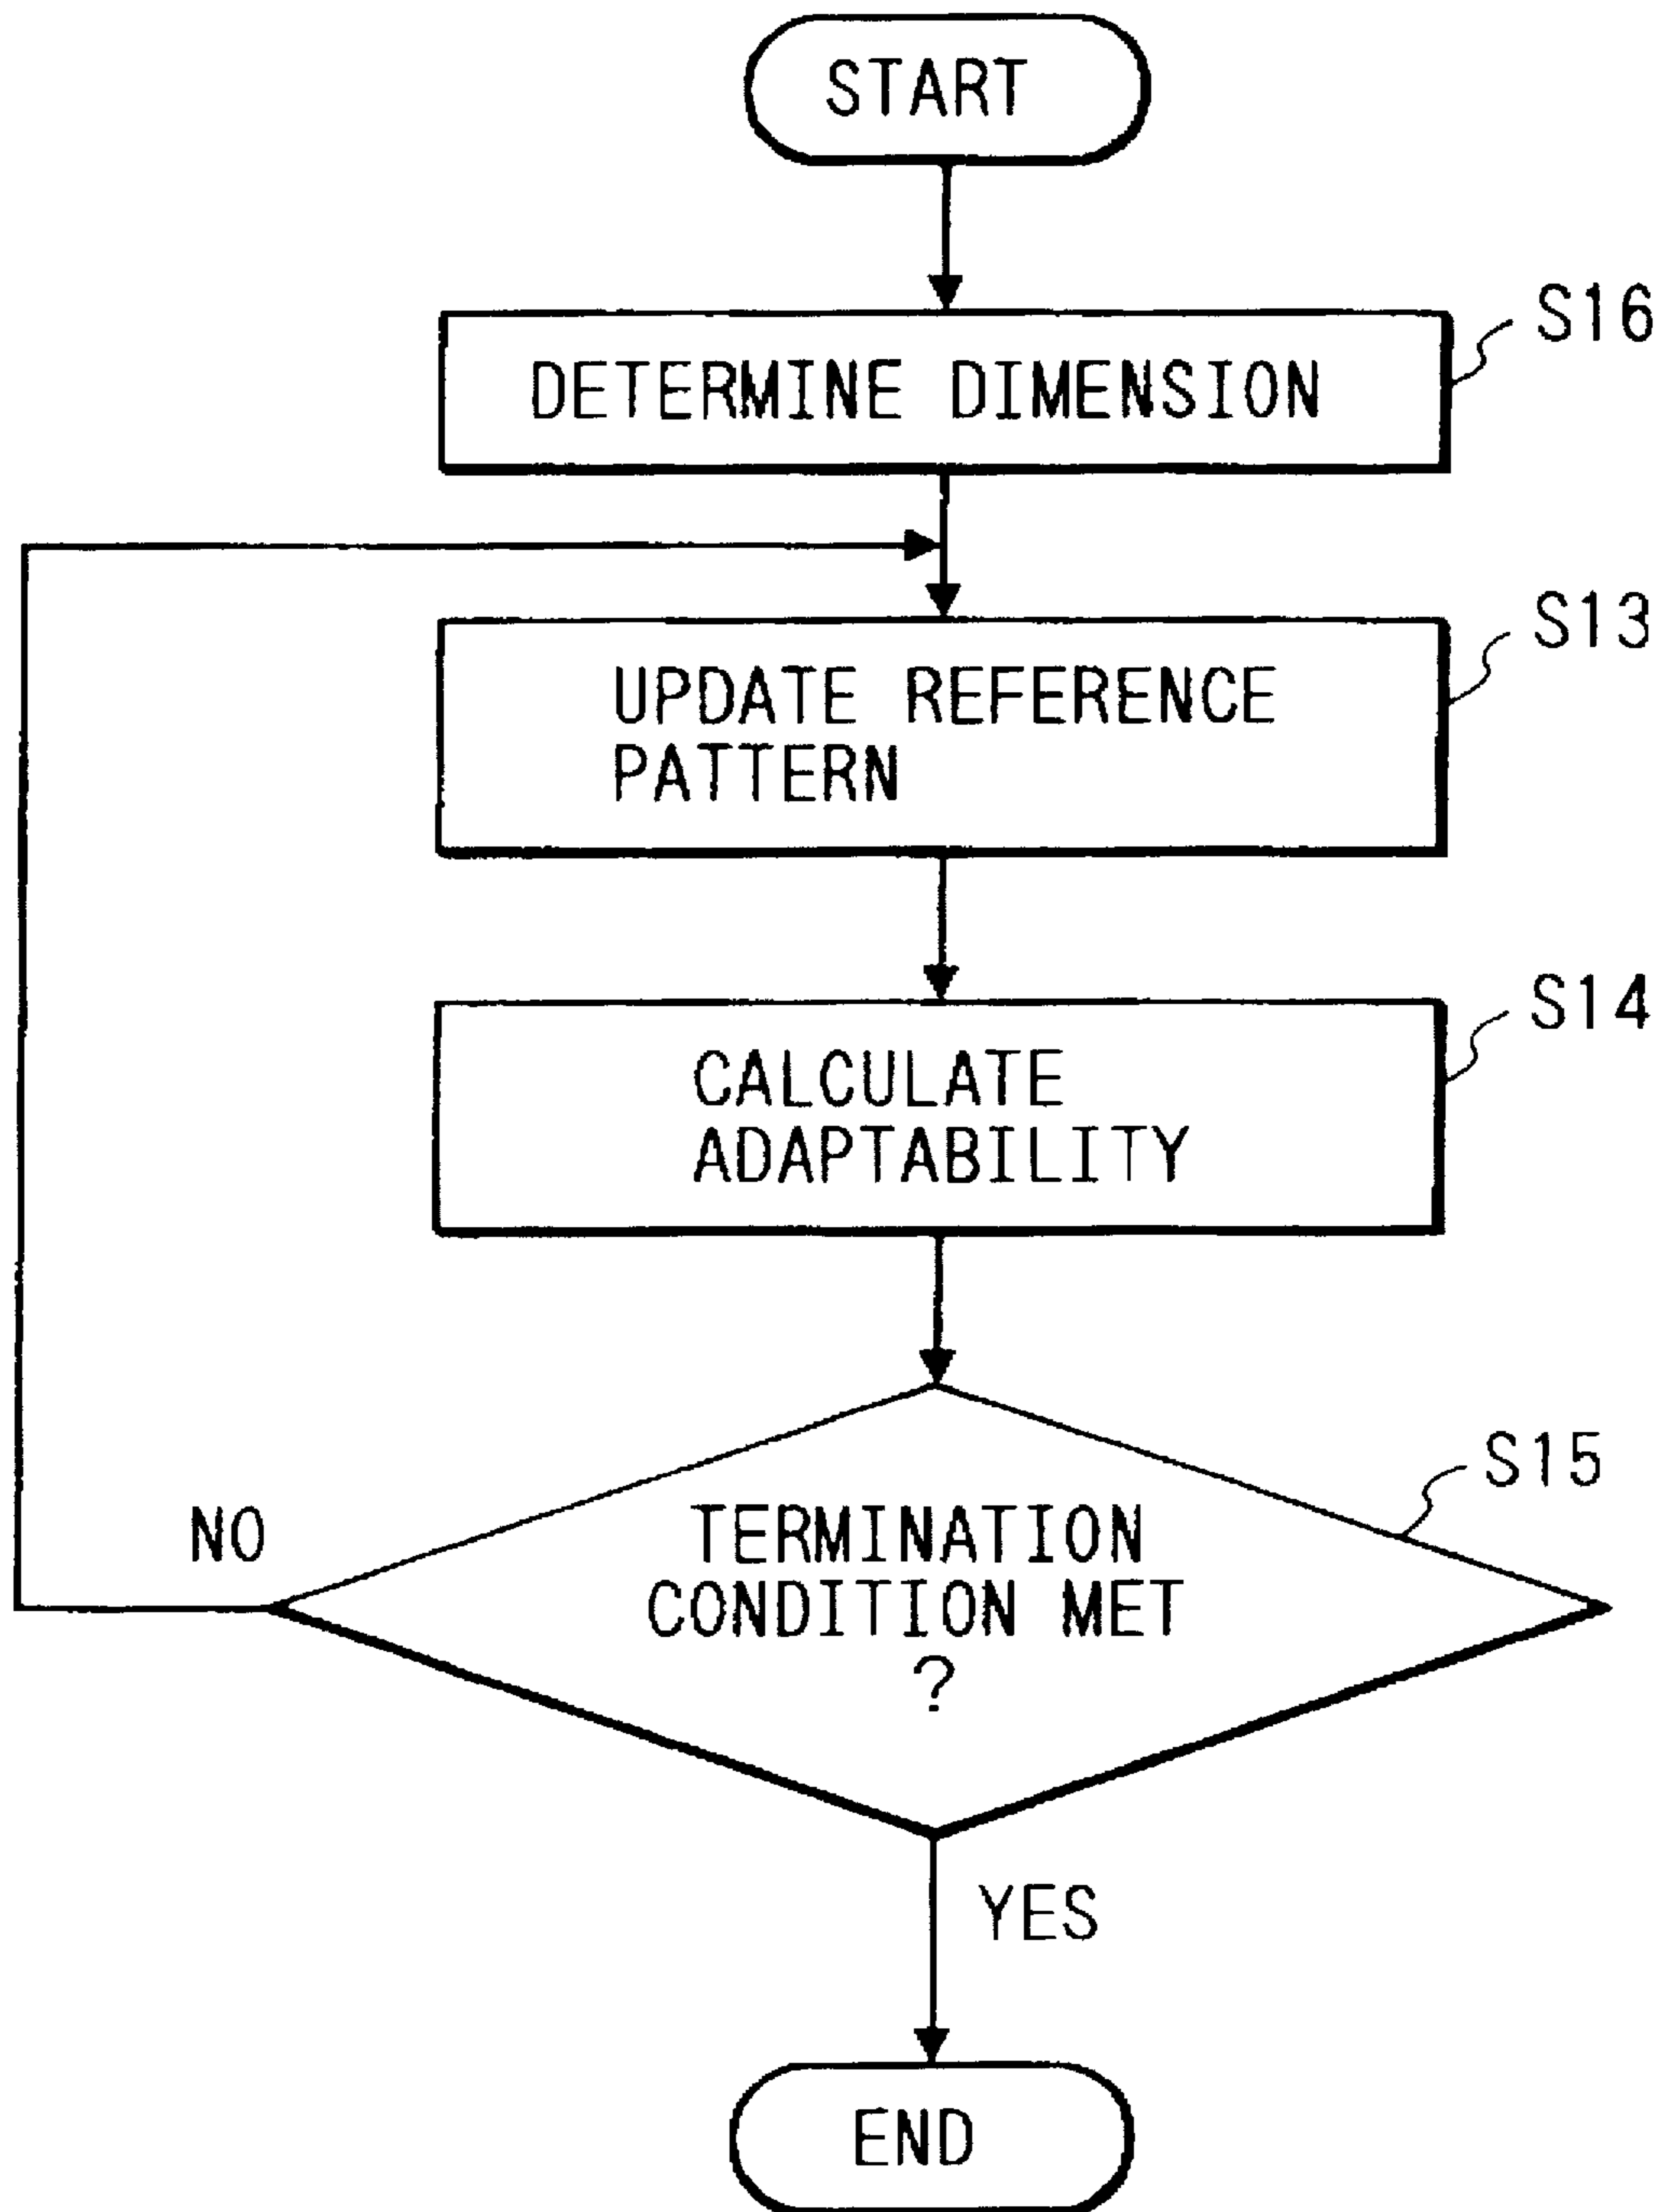 START
S16
DETERMINE DIMENSION
S13
UPDATE REFERENCE
PATTERN
S14
CALCULATE
ADAPTABILITY
S15
NO
TERMINATION
CONDITION MET
?
YES
END